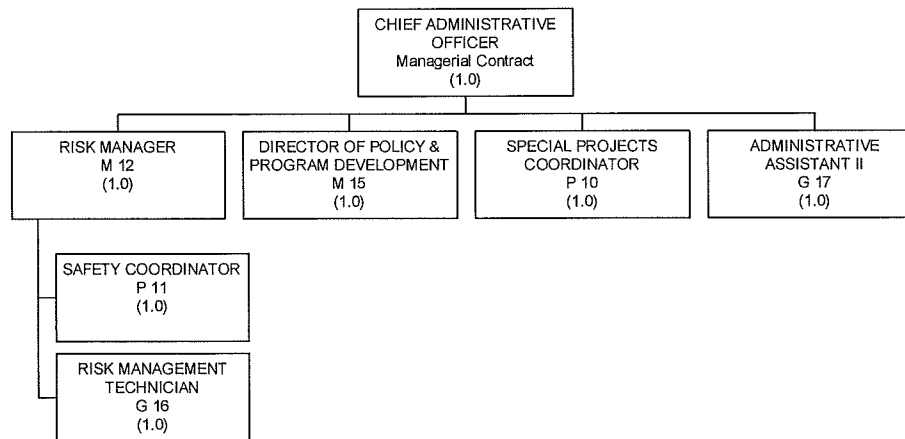 CHIEF ADMINISTRATIVE
OFFICER
Managerial Contract
(1.0)
RISK MANAGER
M 12
(1.0)
DIRECTOR OF POLICY &
PROGRAM DEVELOPMENT
M 15
(1.0)
SPECIAL PROJECTS
COORDINATOR
P 10
(1.0)
ADMINISTRATIVE
ASSISTANT II
G 17
(1.0)
SAFETY COORDINATOR
P 11
(1.0)
RISK MANAGEMENT
TECHNICIAN
G 16
(1.0)